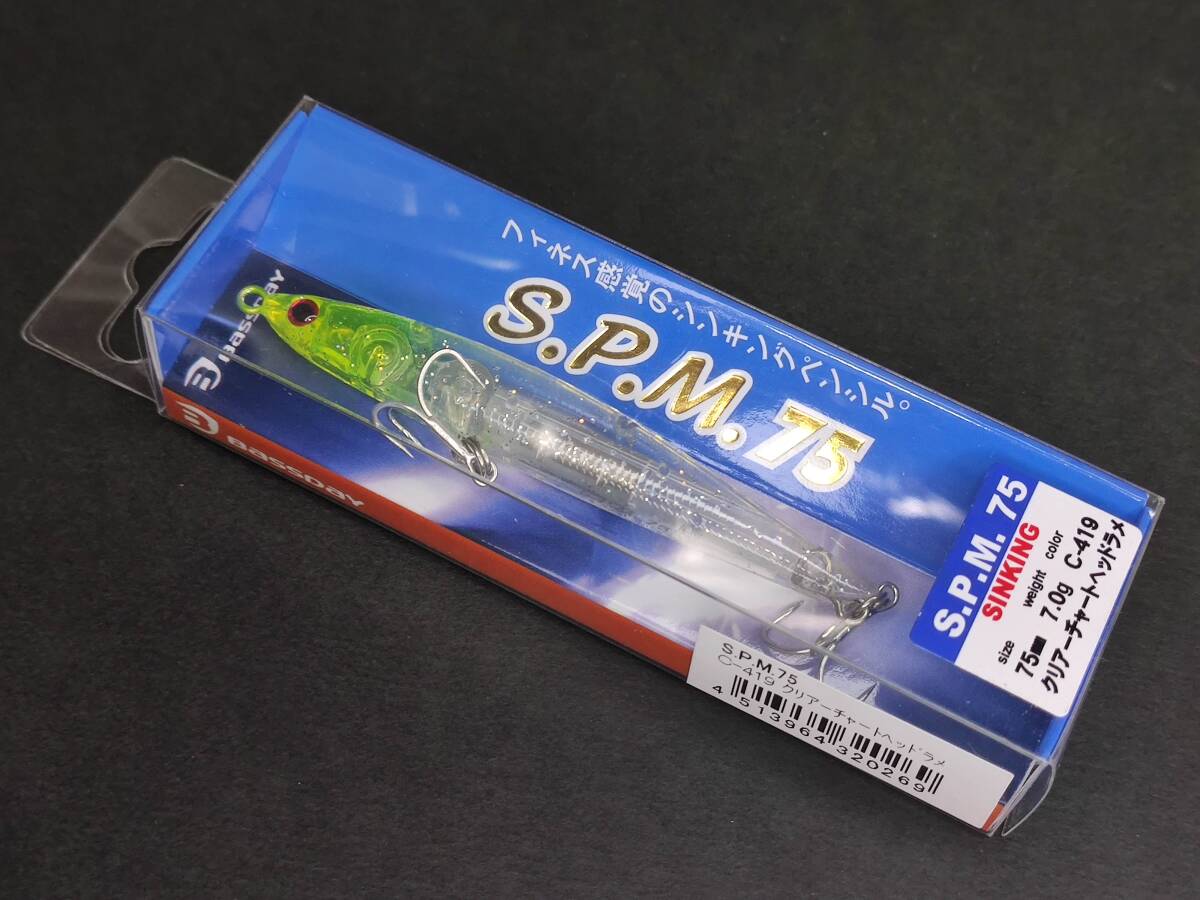 フィネス感覚のシンキングペンシル。
S.P.M.75
BASSDAY
BASSDAY
S.P.M. 75
SINKING
size weight color
75㎜ 7.0g C-419
クリアーチャートヘッドラメ
S.P.M.75
C-419 クリアーチャートヘッドラメ
4 513964 320269